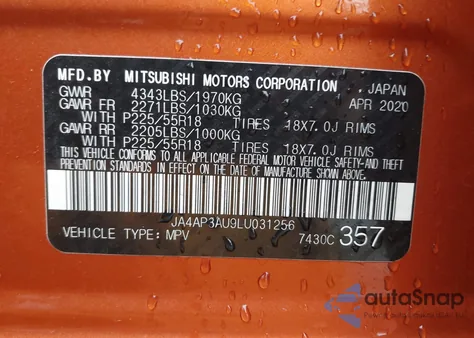 MFD.BY MITSUBISHI MOTORS CORPORATION JAPAN
GVWR 4343LBS/1970KG APR 2020
GAWR FR 2271LBS/1030KG
WITH P225/55R18 TIRES 18X7.0J RIMS
GAWR RR 2205LBS/1000KG
WITH P225/55R18 TIRES 18X7.0J RIMS
THIS VEHICLE CONFORMS TO ALL APPLICABLE FEDERAL MOTOR VEHICLE SAFETY-AND THEFT
PREVENTION STANDARDS IN EFFECT ON THE DATE OF MANUFACTURE SHOWN ABOVE.
JA4AP3AU9LU031256
VEHICLE TYPE: MPV 7430C 357
autoSnap